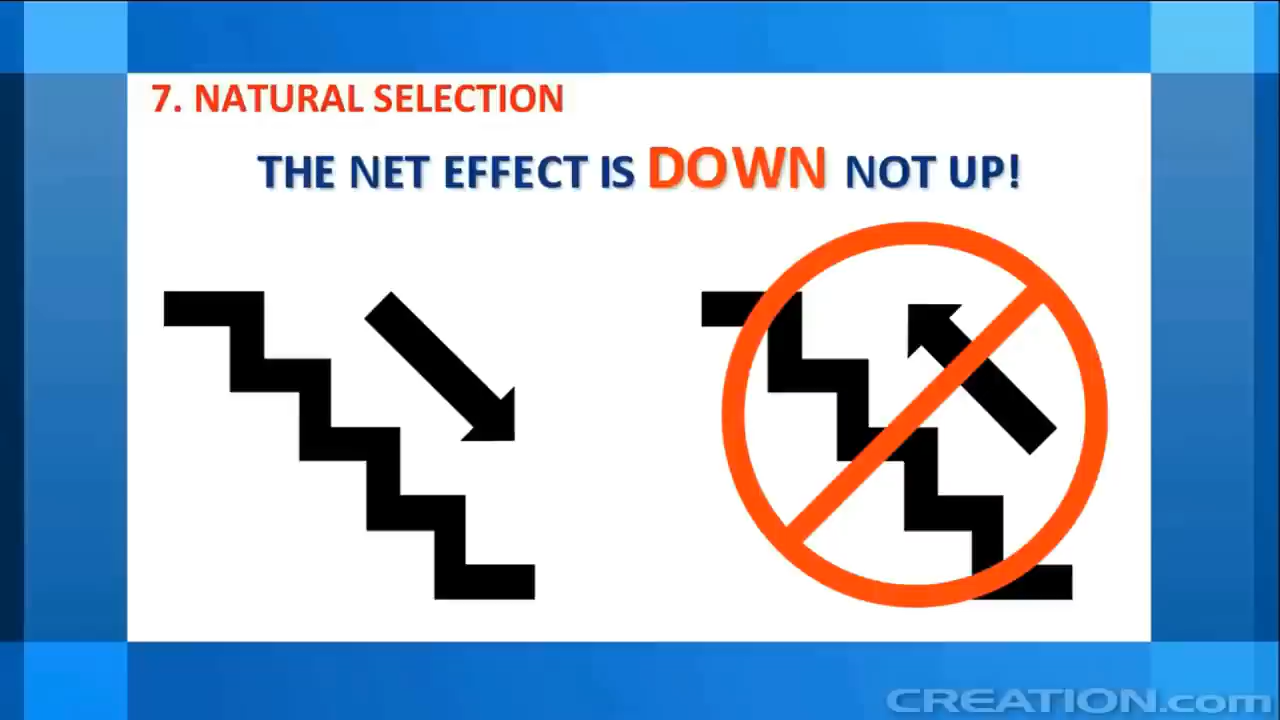 7. NATURAL SELECTION
THE NET EFFECT IS DOWN NOT UP!
CREATION.com